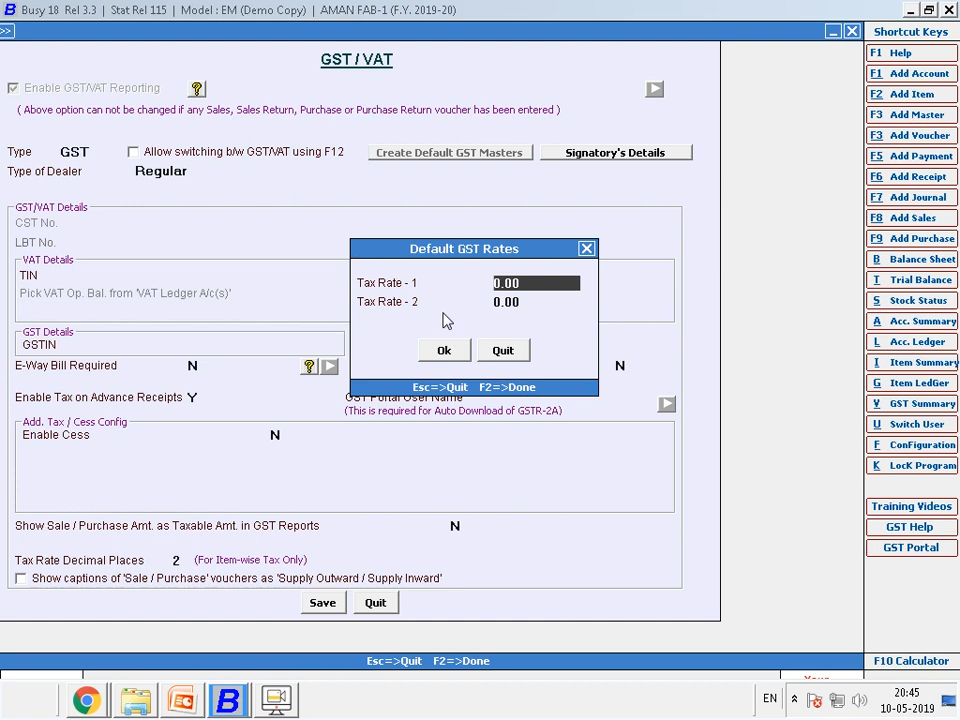 B Busy 18 Rel 3.3 | Stat Rel 115 | Model : EM (Demo Copy) | AMAN FAB-1 (F.Y. 2019-20)
>>
GST / VAT
Enable GST/VAT Reporting ?
( Above option can not be changed if any Sales, Sales Return, Purchase or Purchase Return voucher has been entered )
Type GST Allow switching b/w GST/VAT using F12 Create Default GST Masters Signatory's Details
Type of Dealer Regular
GST/VAT Details
CST No.
LBT No.
VAT Details
TIN
Pick VAT Op. Bal. from 'VAT Ledger A/c(s)'
GST Details
GSTIN
E-Way Bill Required N ? N
Enable Tax on Advance Receipts Y GST Portal User Name
(This is required for Auto Download of GSTR-2A)
Add. Tax / Cess Config
Enable Cess N
Show Sale / Purchase Amt. as Taxable Amt. in GST Reports N
Tax Rate Decimal Places 2 (For Item-wise Tax Only)
Show captions of 'Sale / Purchase' vouchers as 'Supply Outward / Supply Inward'
Save Quit
Esc=>Quit F2=>Done
Default GST Rates
Tax Rate - 1 0.00
Tax Rate - 2 0.00
Ok Quit
Esc=>Quit F2=>Done
Shortcut Keys
F1 Help
F1 Add Account
F2 Add Item
F3 Add Master
F3 Add Voucher
F5 Add Payment
F6 Add Receipt
F7 Add Journal
F8 Add Sales
F9 Add Purchase
B Balance Sheet
T Trial Balance
S Stock Status
A Acc. Summary
L Acc. Ledger
I Item Summary
G Item LedGer
V GST Summary
U Switch User
F ConFiguration
K LocK Program
Training Videos
GST Help
GST Portal
F10 Calculator
B
EN
20:45
10-05-2019